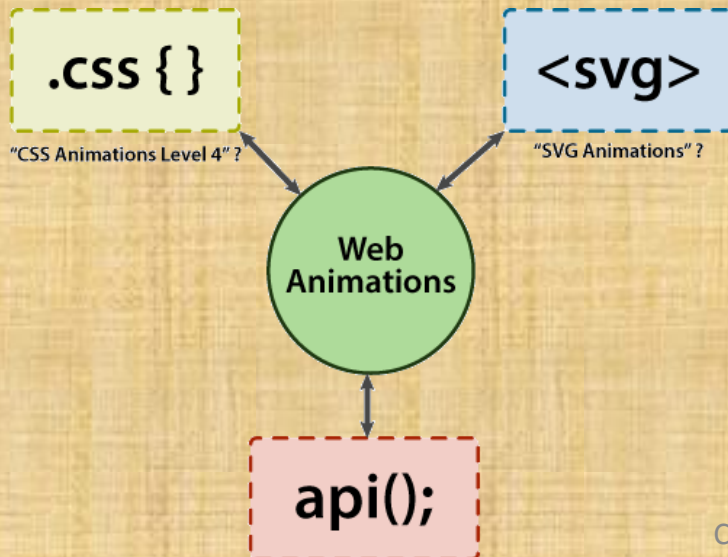 .css { }
<svg>
"CSS Animations Level 4" ?
"SVG Animations" ?
Web
Animations
api();